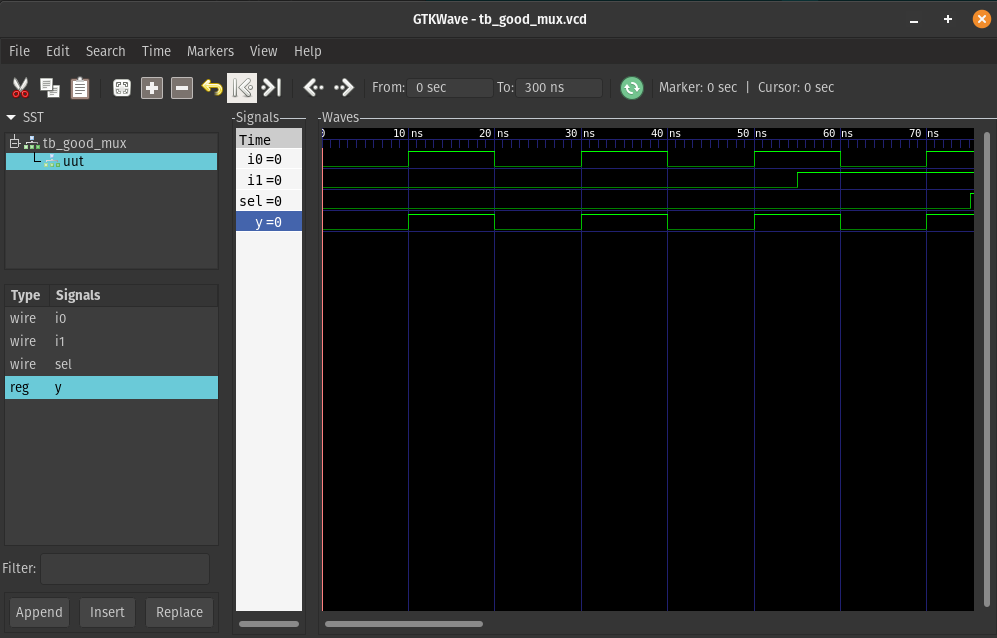 GTKWave - tb_good_mux.vcd
File Edit Search Time Markers View Help
From: 0 sec To: 300 ns Marker: 0 sec | Cursor: 0 sec
SST
tb_good_mux
uut
Type Signals
wire i0
wire i1
wire sel
reg y
Filter:
Append Insert Replace
Signals
Time
i0=0
i1=0
sel=0
y=0
Waves
0 10 ns 20 ns 30 ns 40 ns 50 ns 60 ns 70 ns